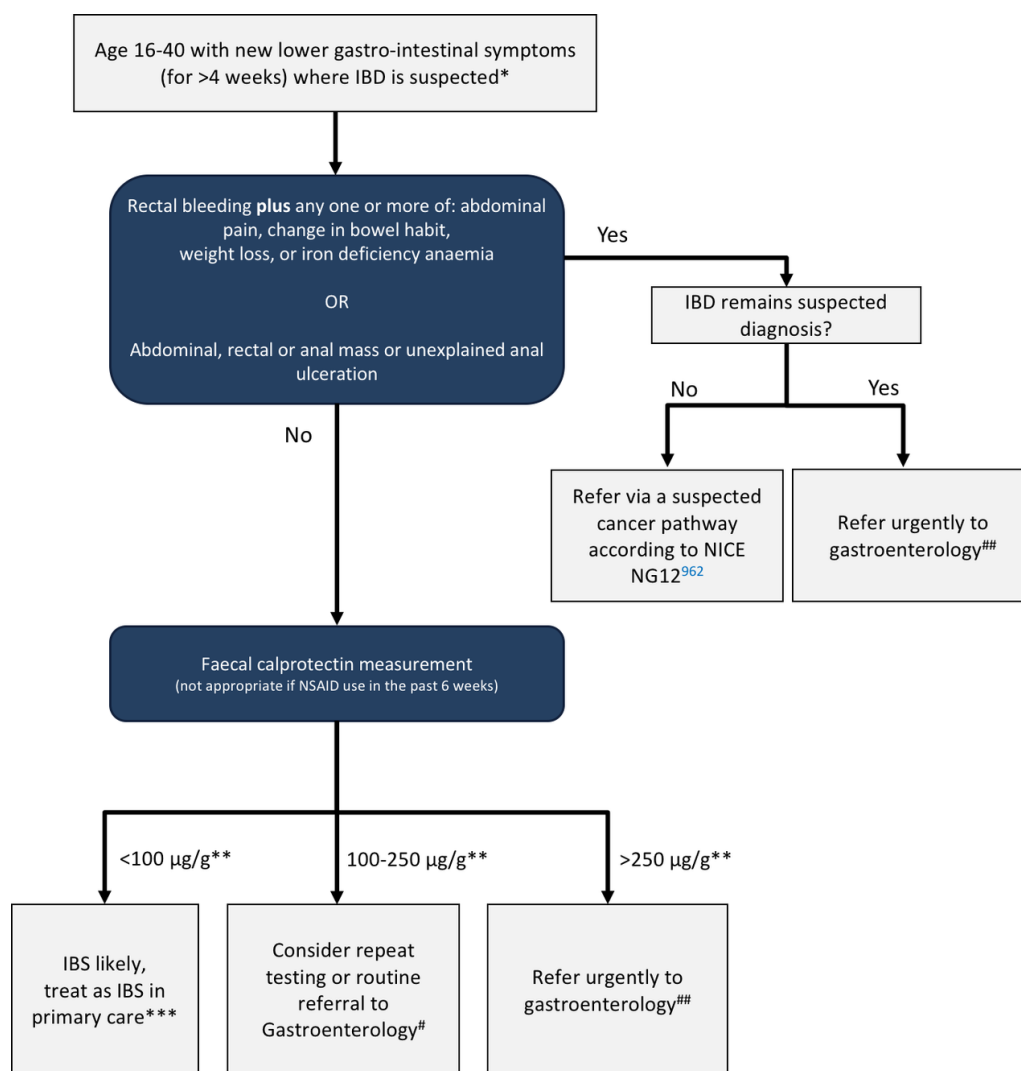 Age 16-40 with new lower gastro-intestinal symptoms
(for >4 weeks) where IBD is suspected*
Rectal bleeding plus any one or more of: abdominal
pain, change in bowel habit,
weight loss, or iron deficiency anaemia
OR
Abdominal, rectal or anal mass or unexplained anal
ulceration
Yes
IBD remains suspected
diagnosis?
No
Yes
Refer via a suspected
cancer pathway
according to NICE
NG12962
Refer urgently to
gastroenterology##
No
Faecal calprotectin measurement
(not appropriate if NSAID use in the past 6 weeks)
<100 µg/g**
100-250 µg/g**
>250 µg/g**
IBS likely,
treat as IBS in
primary care***
Consider repeat
testing or routine
referral to
Gastroenterology#
Refer urgently to
gastroenterology##